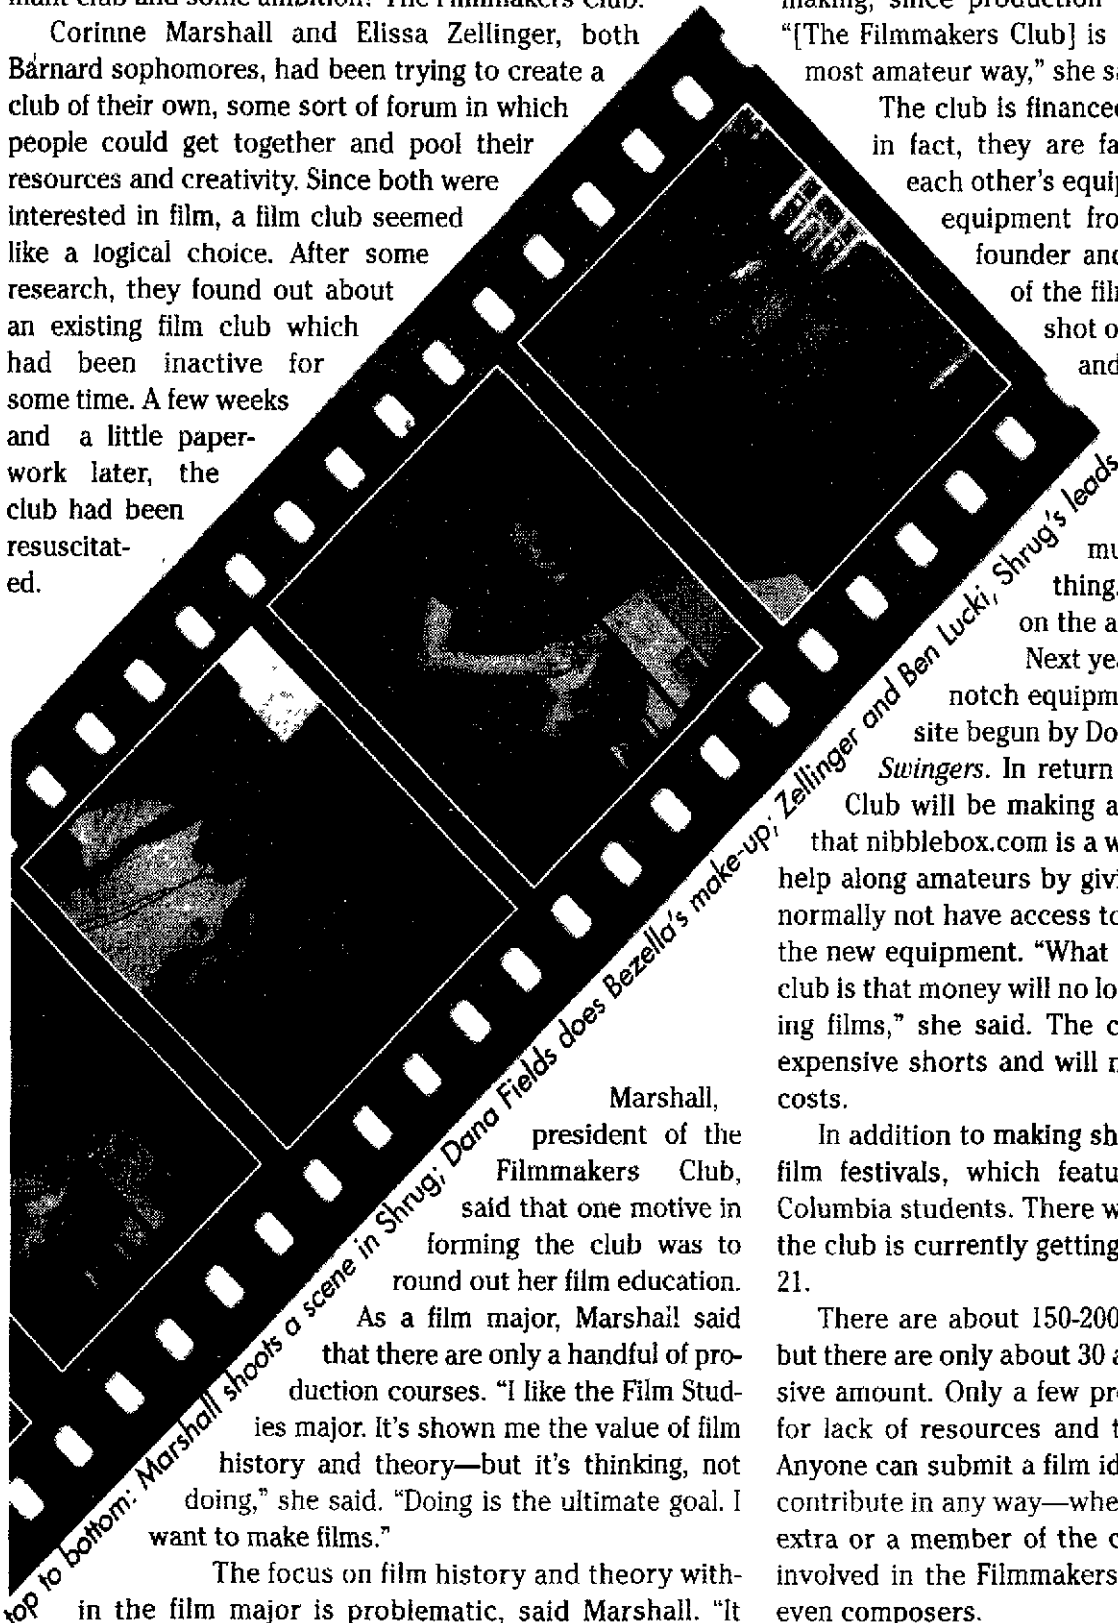 Corinne Marshall and Elissa Zellinger, both
Barnard sophomores, had been trying to create a
club of their own, some sort of forum in which
people could get together and pool their
resources and creativity. Since both were
interested in film, a film club seemed
like a logical choice. After some
research, they found out about
an existing film club which
had been inactive for
some time. A few weeks
and a little paper-
work later, the
club had been
resuscitat-
ed.
top to bottom: Marshall shoots a scene in Shrug; Dana Fields does Bezella's make-up; Zellinger and Ben Lucki, Shrug's leads
Marshall,
president of the
Filmmakers Club,
said that one motive in
forming the club was to
round out her film education.
As a film major, Marshall said
that there are only a handful of pro-
duction courses. “I like the Film Stud-
ies major. It's shown me the value of film
history and theory—but it's thinking, not
doing,” she said. “Doing is the ultimate goal. I
want to make films.”
The focus on film history and theory with-
in the film major is problematic, said Marshall. “It
making, since production
“[The Filmmakers Club] is
most amateur way,” she
The club is
in fact, they are
each other's
equipment
founder
of the
shot
and
thing.
on the
Next
notch
site begun by
Swingers. In return
Club will be making
that nibblebox.com is a
help along amateurs by
normally not have access to
the new equipment. “What
club is that money will no
ing films,” she said. The
expensive shorts and will
costs.
In addition to making
film festivals, which
Columbia students. There
the club is currently getting
21.
There are about 150-200
but there are only about 30
sive amount. Only a few
for lack of resources and
Anyone can submit a film
contribute in any way—
extra or a member of the
involved in the Filmmakers
even composers.